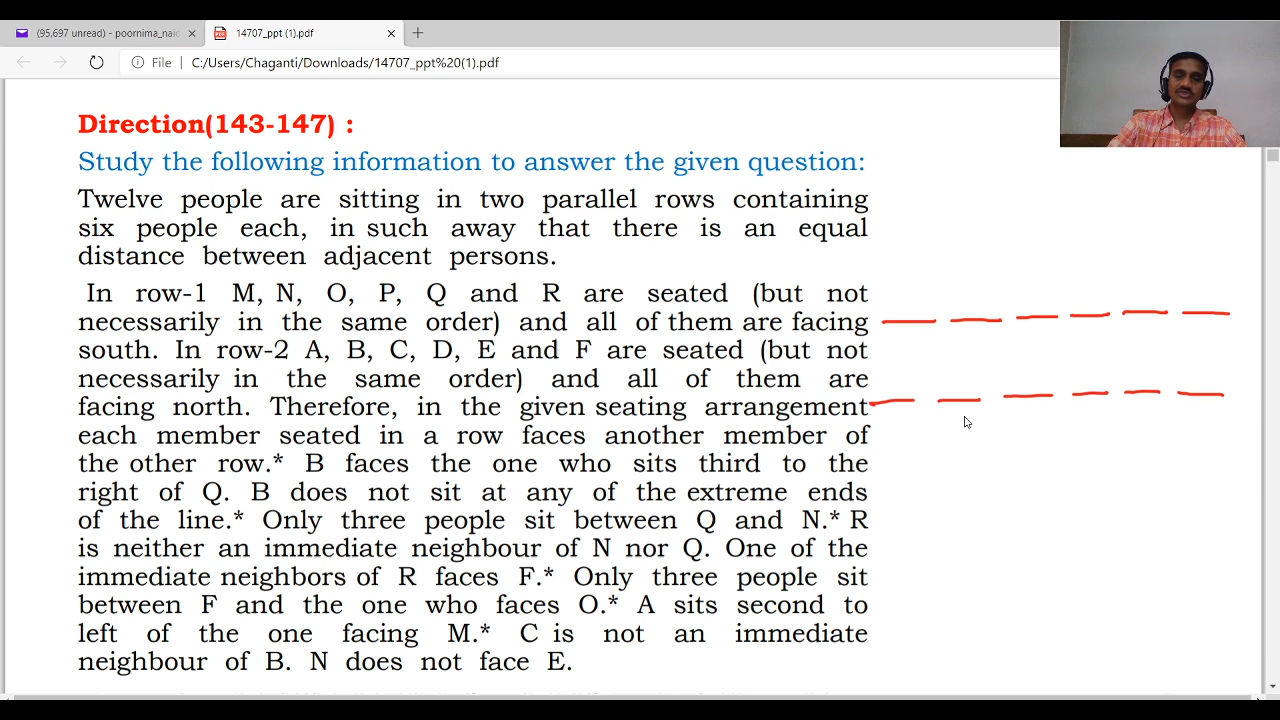 (95,697 unread) - poornima_naid
14707_ppt (1).pdf
File | C:/Users/Chaganti/Downloads/14707_ppt%20(1).pdf
Direction(143-147) :
Study the following information to answer the given question:
Twelve people are sitting in two parallel rows containing
six people each, in such away that there is an equal
distance between adjacent persons.
In row-1 M, N, O, P, Q and R are seated (but not
necessarily in the same order) and all of them are facing
south. In row-2 A, B, C, D, E and F are seated (but not
necessarily in the same order) and all of them are
facing north. Therefore, in the given seating arrangement
each member seated in a row faces another member of
the other row.* B faces the one who sits third to the
right of Q. B does not sit at any of the extreme ends
of the line.* Only three people sit between Q and N.* R
is neither an immediate neighbour of N nor Q. One of the
immediate neighbors of R faces F.* Only three people sit
between F and the one who faces O.* A sits second to
left of the one facing M.* C is not an immediate
neighbour of B. N does not face E.